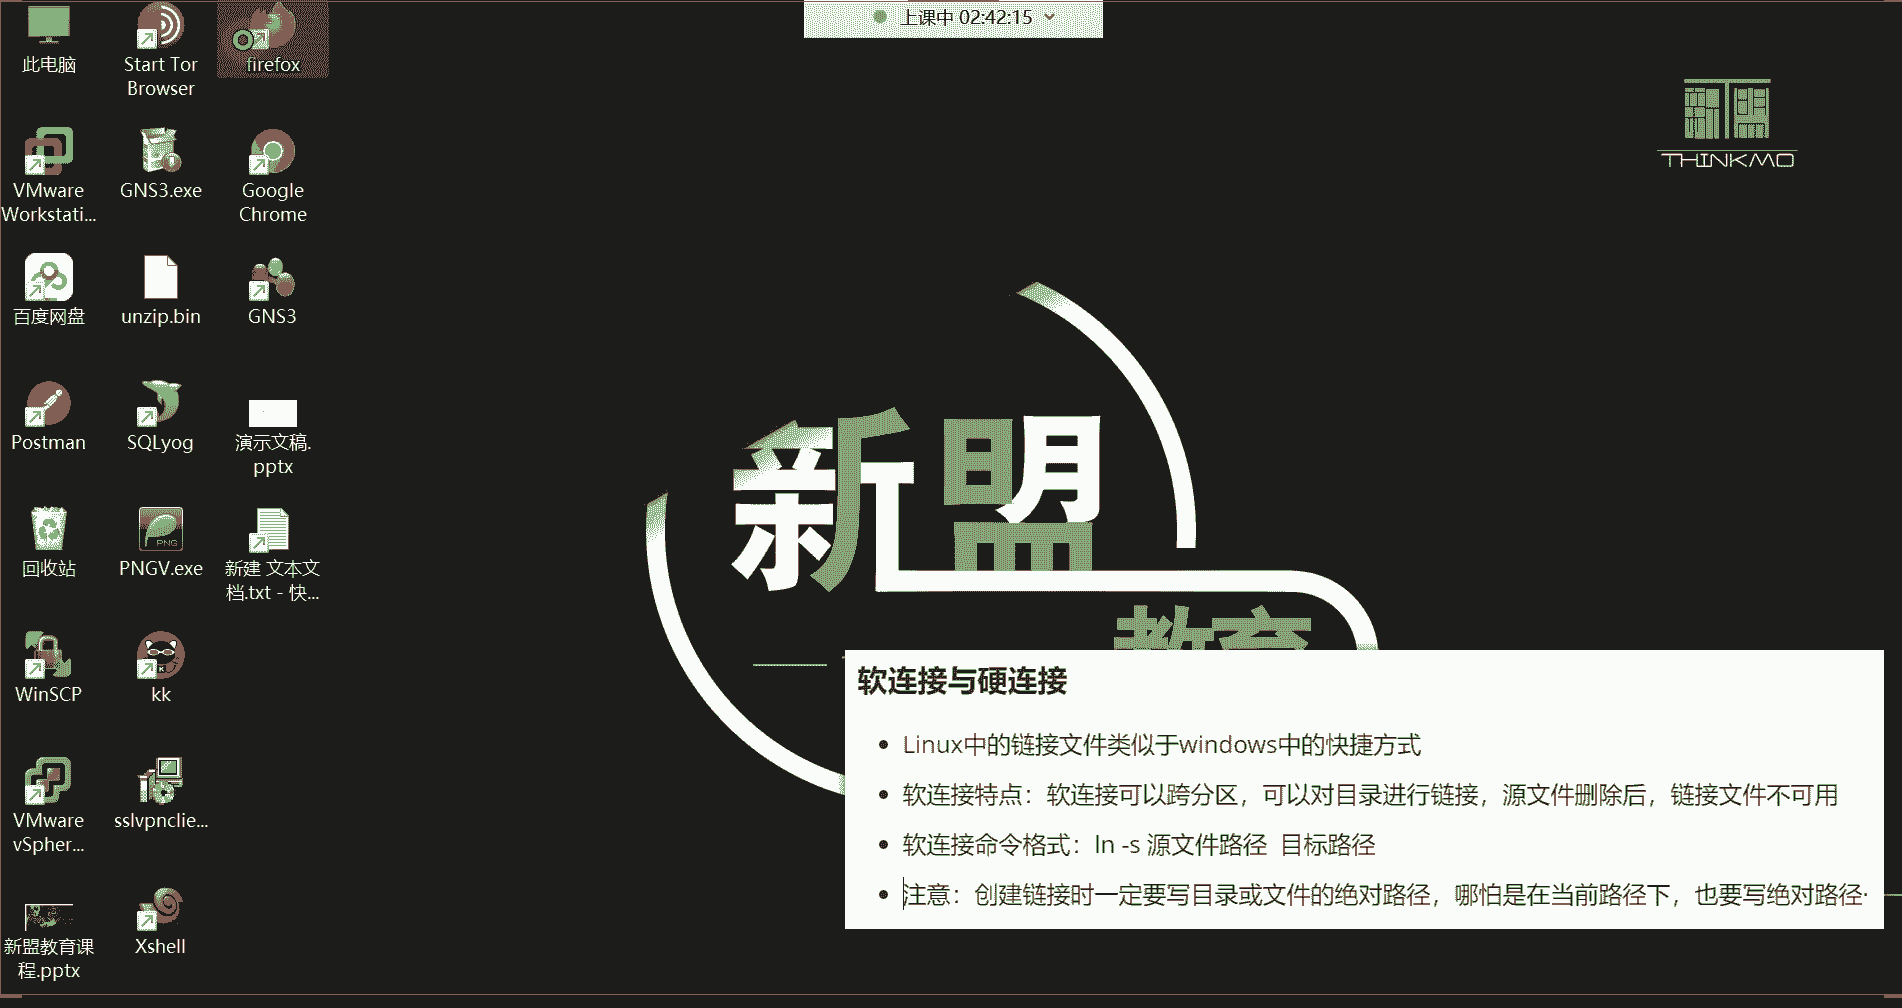 上课中 02:42:15
此电脑
Start Tor
Browser
firefox
VMware
Workstati...
GNS3.exe
Google
Chrome
百度网盘
unzip.bin
GNS3
Postman
SQLyog
演示文稿.
pptx
回收站
PNG
PNGV.exe
新建 文本文
档.txt - 快...
WinSCP
kk
VMware
vSpher...
sslvpnclie...
新盟教育课
程.pptx
Xshell
新盟
THINKMO
新盟
教育
软连接与硬连接
• Linux中的链接文件类似于windows中的快捷方式
• 软连接特点：软连接可以跨分区，可以对目录进行链接，源文件删除后，链接文件不可用
• 软连接命令格式：ln -s 源文件路径 目标路径
• 注意：创建链接时一定要写目录或文件的绝对路径，哪怕是在当前路径下，也要写绝对路径·